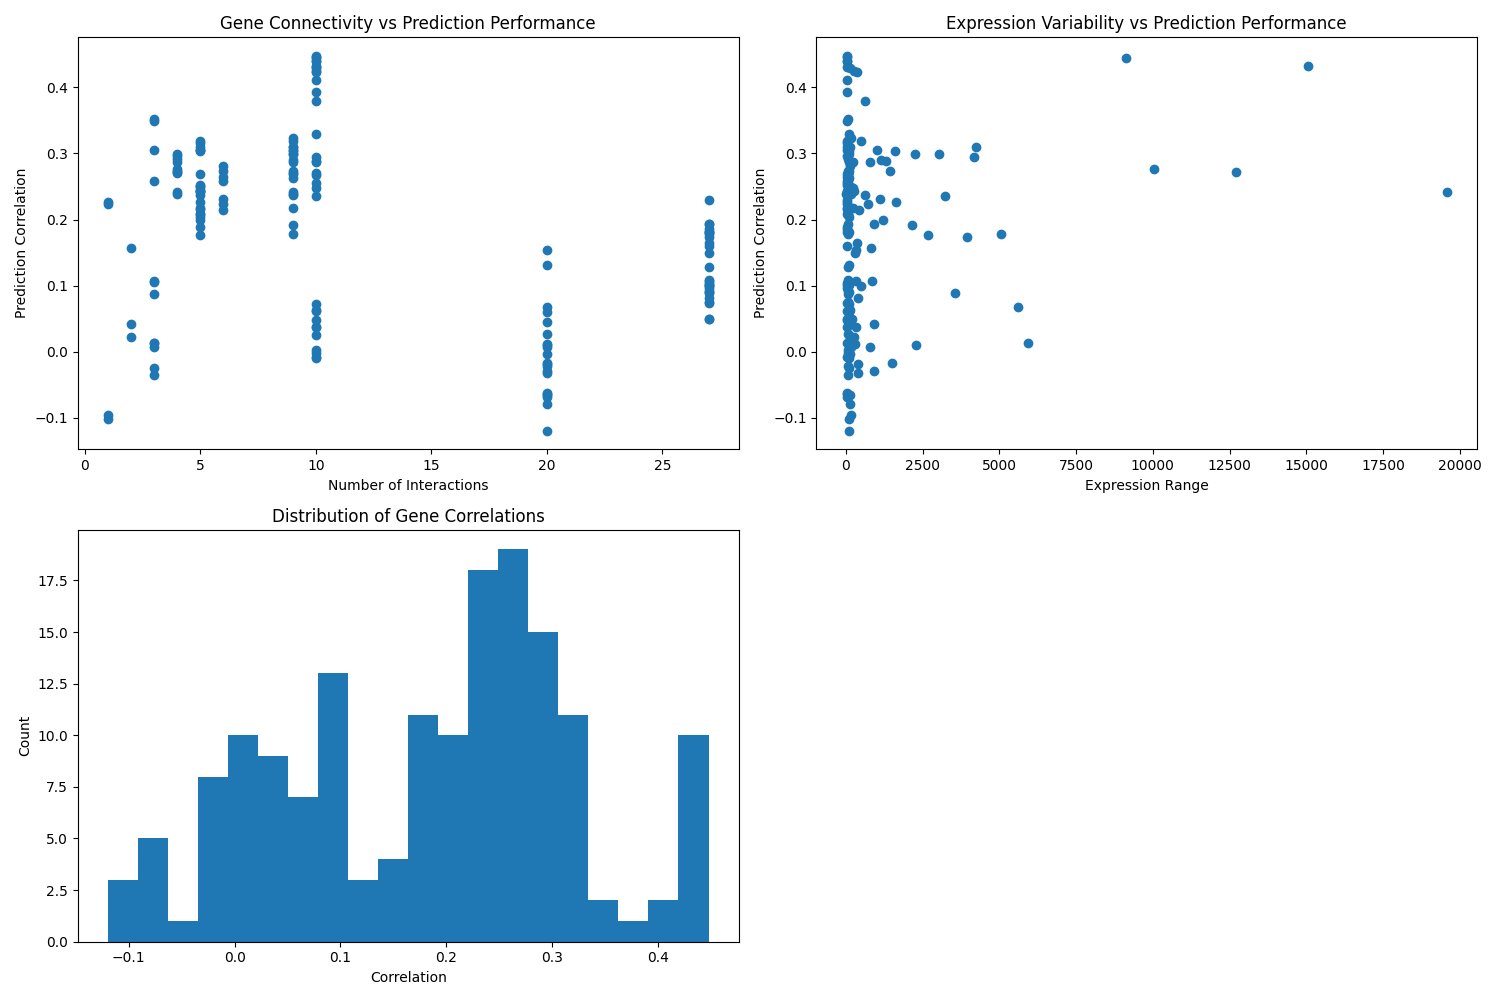 Gene Connectivity vs Prediction Performance
Prediction Correlation
0.4
0.3
0.2
0.1
0.0
−0.1
0 5 10 15 20 25
Number of Interactions
Expression Variability vs Prediction Performance
Prediction Correlation
0.4
0.3
0.2
0.1
0.0
−0.1
0 2500 5000 7500 10000 12500 15000 17500 20000
Expression Range
Distribution of Gene Correlations
Count
17.5
15.0
12.5
10.0
7.5
5.0
2.5
0.0
−0.1 0.0 0.1 0.2 0.3 0.4
Correlation